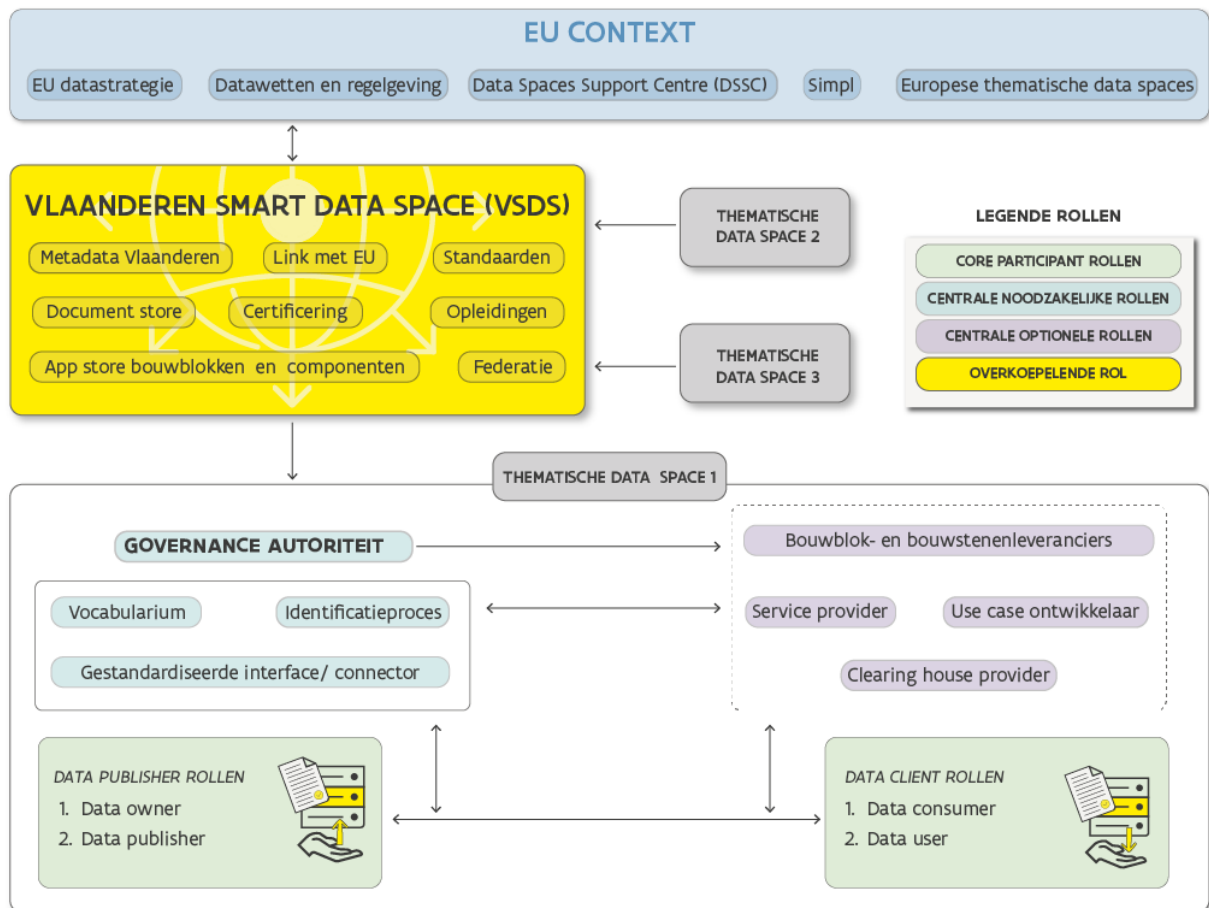 EU CONTEXT
EU datastrategie
Datawetten en regelgeving
Data Spaces Support Centre (DSSC)
Simpl
Europese thematische data spaces
VLAANDEREN SMART DATA SPACE (VSDS)
Metadata Vlaanderen
Link met EU
Standaarden
Document store
Certificering
Opleidingen
App store bouwblokken en componenten
Federatie
THEMATISCHE
DATA SPACE 2
THEMATISCHE
DATA SPACE 3
LEGENDE ROLLEN
CORE PARTICIPANT ROLLEN
CENTRALE NOODZAKELIJKE ROLLEN
CENTRALE OPTIONELE ROLLEN
OVERKOEPELENDE ROL
THEMATISCHE DATA SPACE 1
GOVERNANCE AUTORITEIT
Vocabularium
Identificatieproces
Gestandardiseerde interface/ connector
Bouwblok- en bouwstenenleveranciers
Service provider
Use case ontwikkelaar
Clearing house provider
DATA PUBLISHER ROLLEN
1. Data owner
2. Data publisher
DATA CLIENT ROLLEN
1. Data consumer
2. Data user